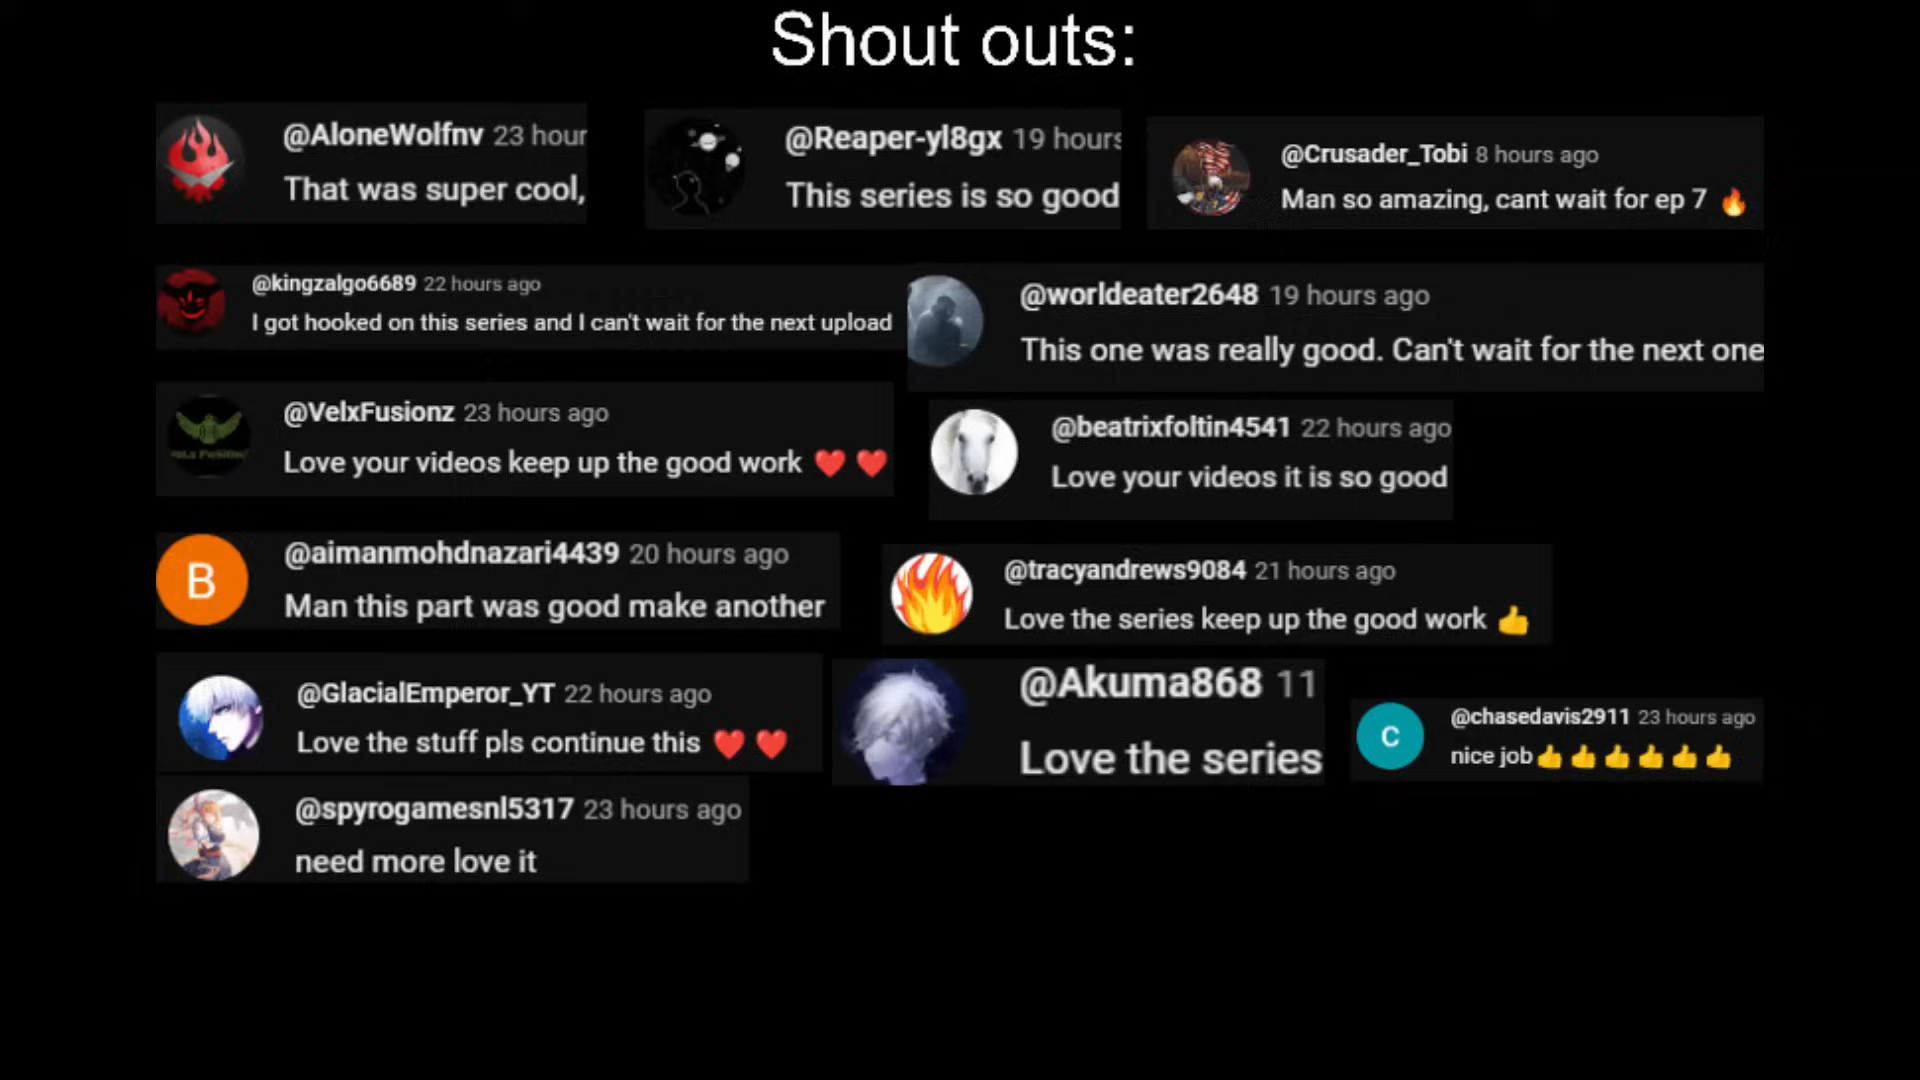 Shout outs:
@AloneWolfnv 23 hour
That was super cool,
@Reaper-yl8gx 19 hours
This series is so good
@Crusader_Tobi 8 hours ago
Man so amazing, cant wait for ep 7 🔥
@kingzalgo6689 22 hours ago
I got hooked on this series and I can't wait for the next upload
@worldeater2648 19 hours ago
This one was really good. Can't wait for the next one
@VelxFusionz 23 hours ago
Love your videos keep up the good work ❤️ ❤️
@beatrixfoltin4541 22 hours ago
Love your videos it is so good
B
@aimanmohdnazari4439 20 hours ago
Man this part was good make another
@tracyandrews9084 21 hours ago
Love the series keep up the good work 👍
@GlacialEmperor_YT 22 hours ago
Love the stuff pls continue this ❤️ ❤️
@Akuma868 11
Love the series
C
@chasedavis2911 23 hours ago
nice job👍👍👍👍👍👍
@spyrogamesnl5317 23 hours ago
need more love it